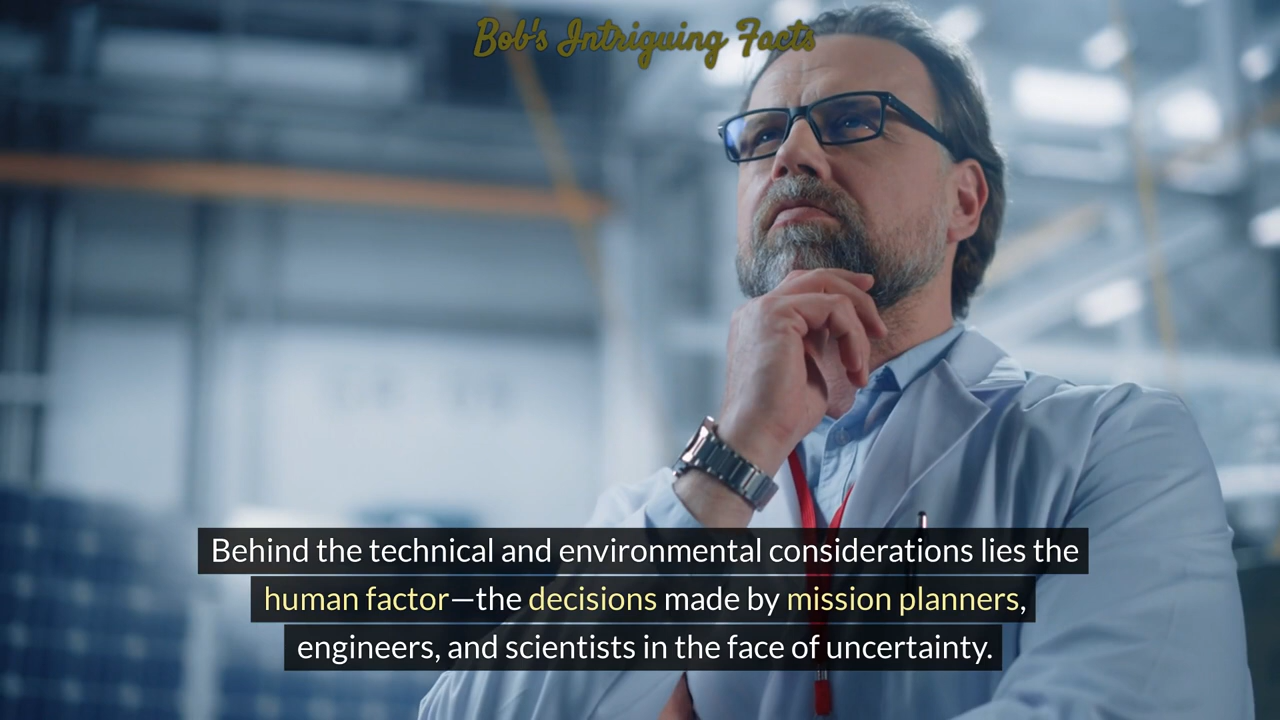 Bob's Intriguing Facts
Behind the technical and environmental considerations lies the
human factor—the decisions made by mission planners,
engineers, and scientists in the face of uncertainty.